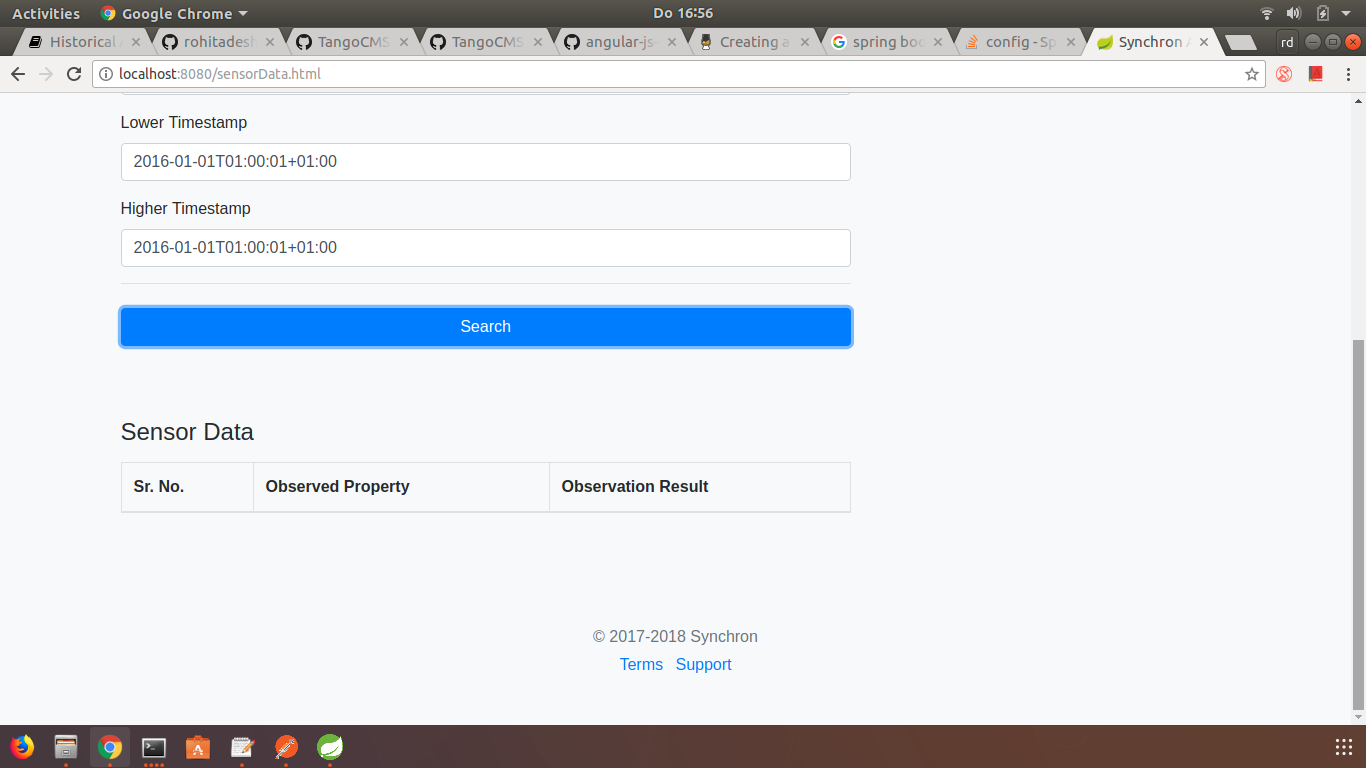 Activities Google Chrome Do 16:56
Historical rohitadesh TangoCMS TangoCMS angular-js- Creating a spring boo config - Sp Synchron rd
localhost:8080/sensorData.html
Lower Timestamp
2016-01-01T01:00:01+01:00
Higher Timestamp
2016-01-01T01:00:01+01:00
Search
Sensor Data
Sr. No. Observed Property Observation Result
© 2017-2018 Synchron
Terms Support